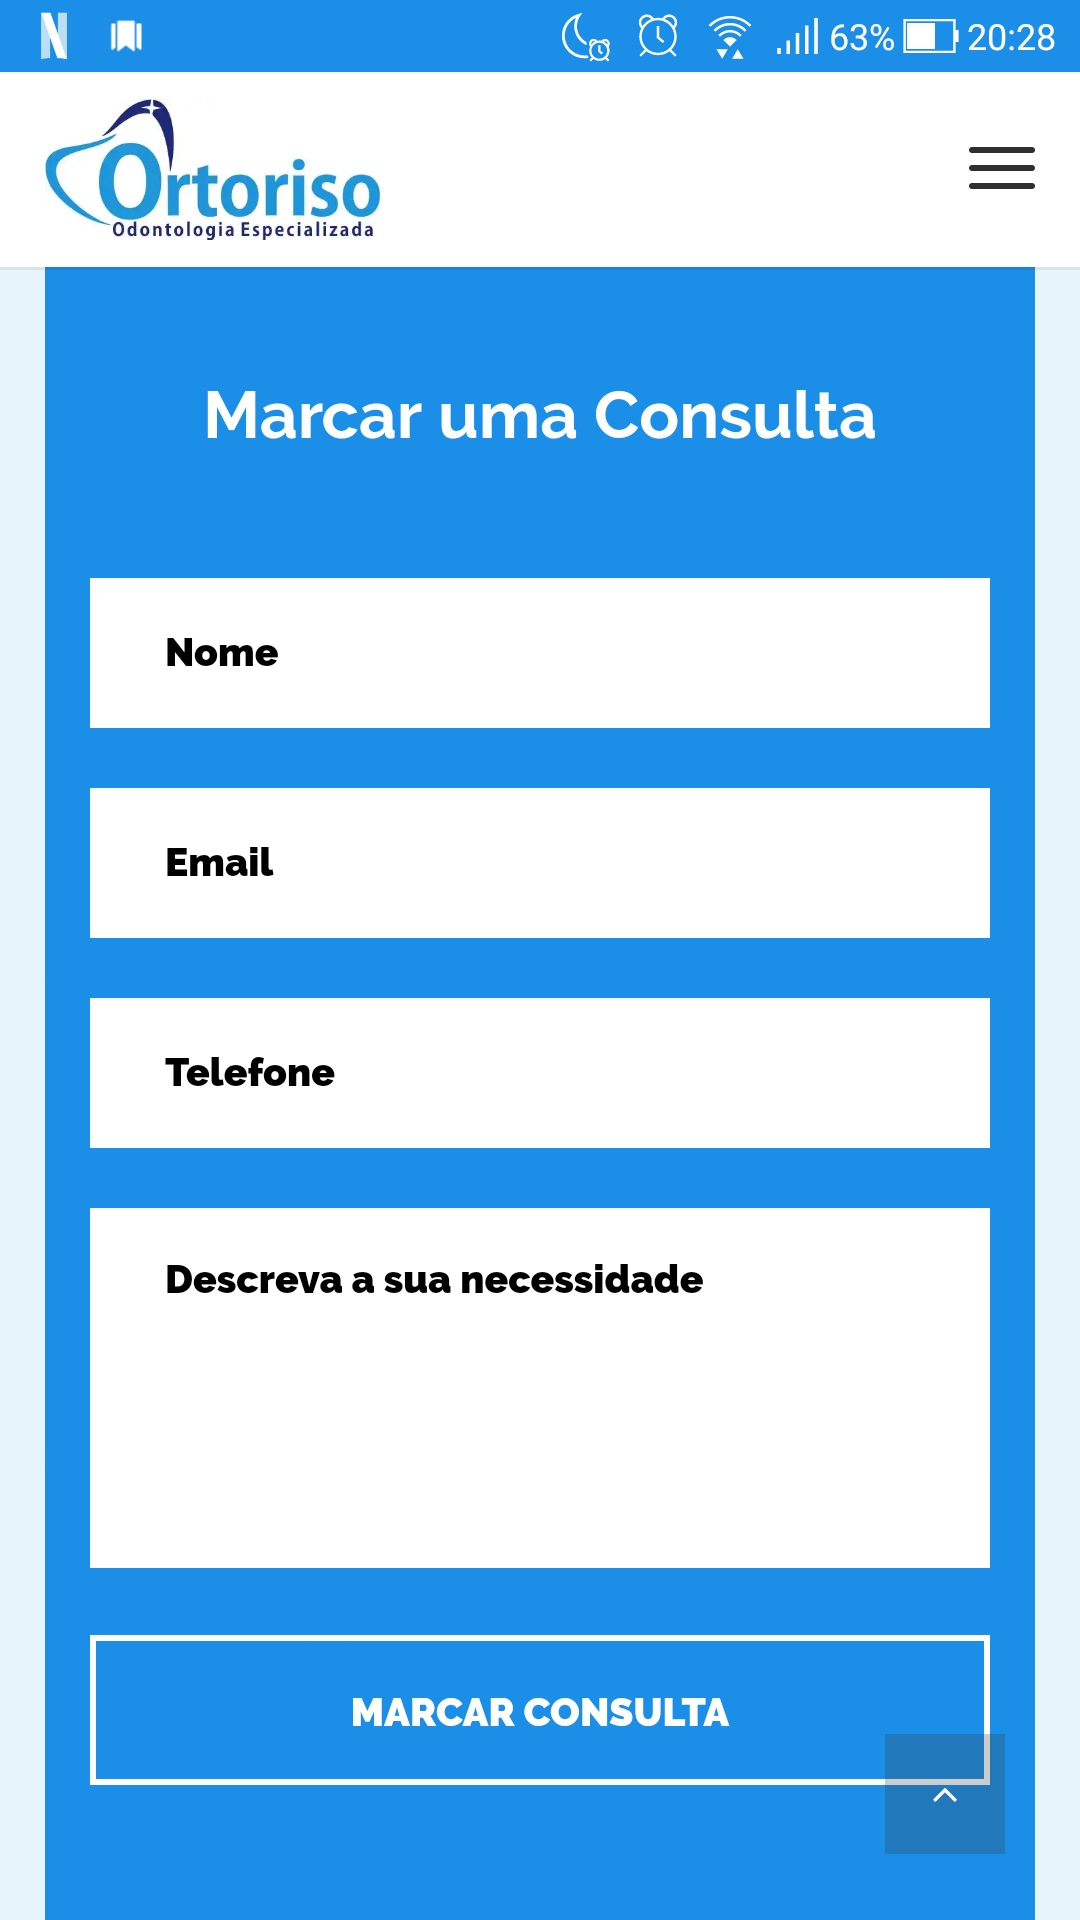 63% 20:28
Ortoriso
Odontologia Especializada
Marcar uma Consulta
Nome
Email
Telefone
Descreva a sua necessidade
MARCAR CONSULTA